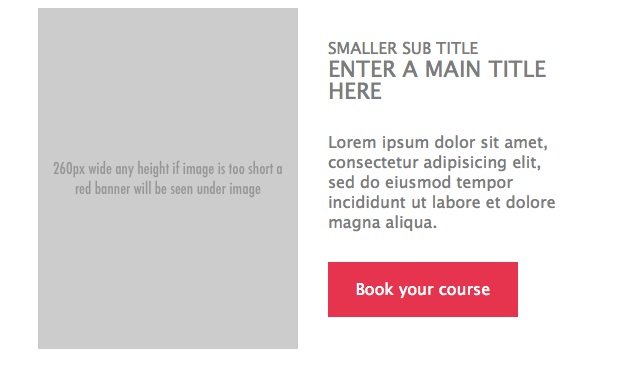 260px wide any height if image is too short a
red banner will be seen under image
SMALLER SUB TITLE
ENTER A MAIN TITLE
HERE
Lorem ipsum dolor sit amet,
consectetur adipisicing elit,
sed do eiusmod tempor
incididunt ut labore et dolore
magna aliqua.
Book your course